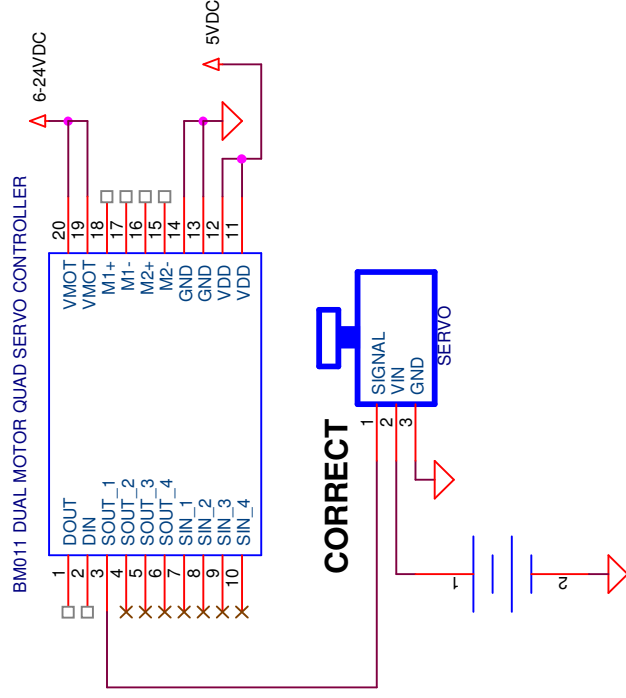 BM011 DUAL MOTOR QUAD SERVO CONTROLLER
6-24VDC
5VDC
1 DOUT
2 DIN
3 SOUT_1
4 SOUT_2
5 SOUT_3
6 SOUT_4
7 SIN_1
8 SIN_2
9 SIN_3
10 SIN_4
VMOT 20
VMOT 19
M1+ 18
M1- 17
M2+ 16
M2- 15
GND 14
GND 13
VDD 12
VDD 11
CORRECT
1 SIGNAL
2 VIN
3 GND
SERVO
1
2